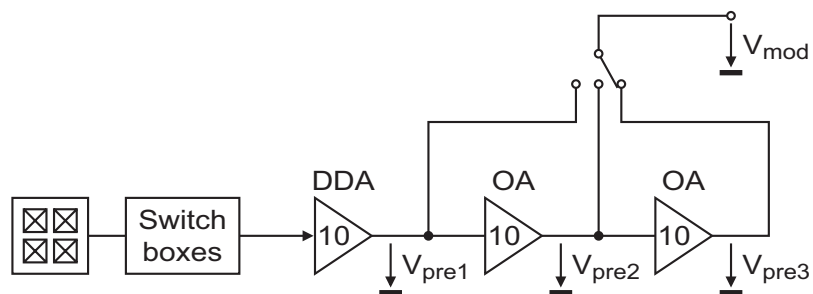 V_mod
DDA
OA
OA
Switch
boxes
10
10
10
V_pre1
V_pre2
V_pre3